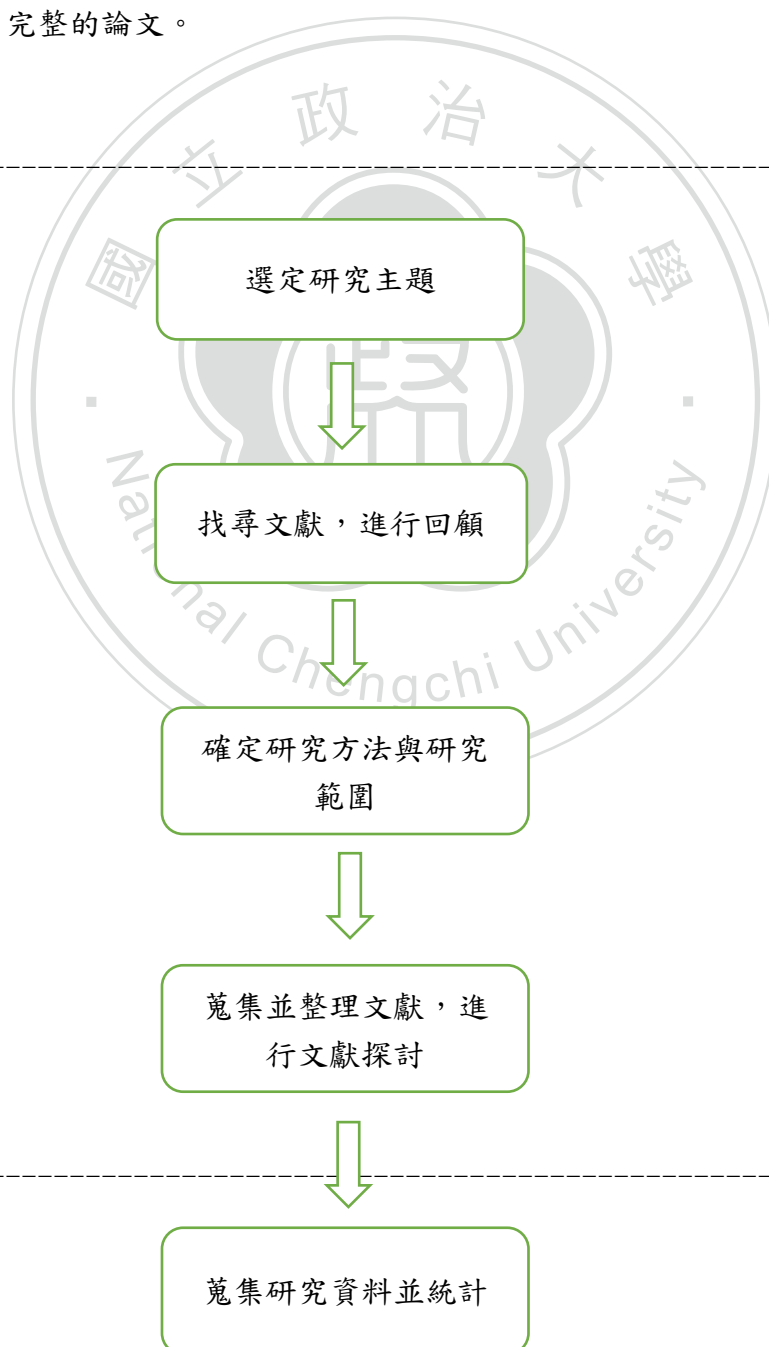 完整的論文。
國立政治大學
選定研究主題
找尋文獻，進行回顧
National Chengchi University
確定研究方法與研究
範圍
蒐集並整理文獻，進
行文獻探討
蒐集研究資料並統計